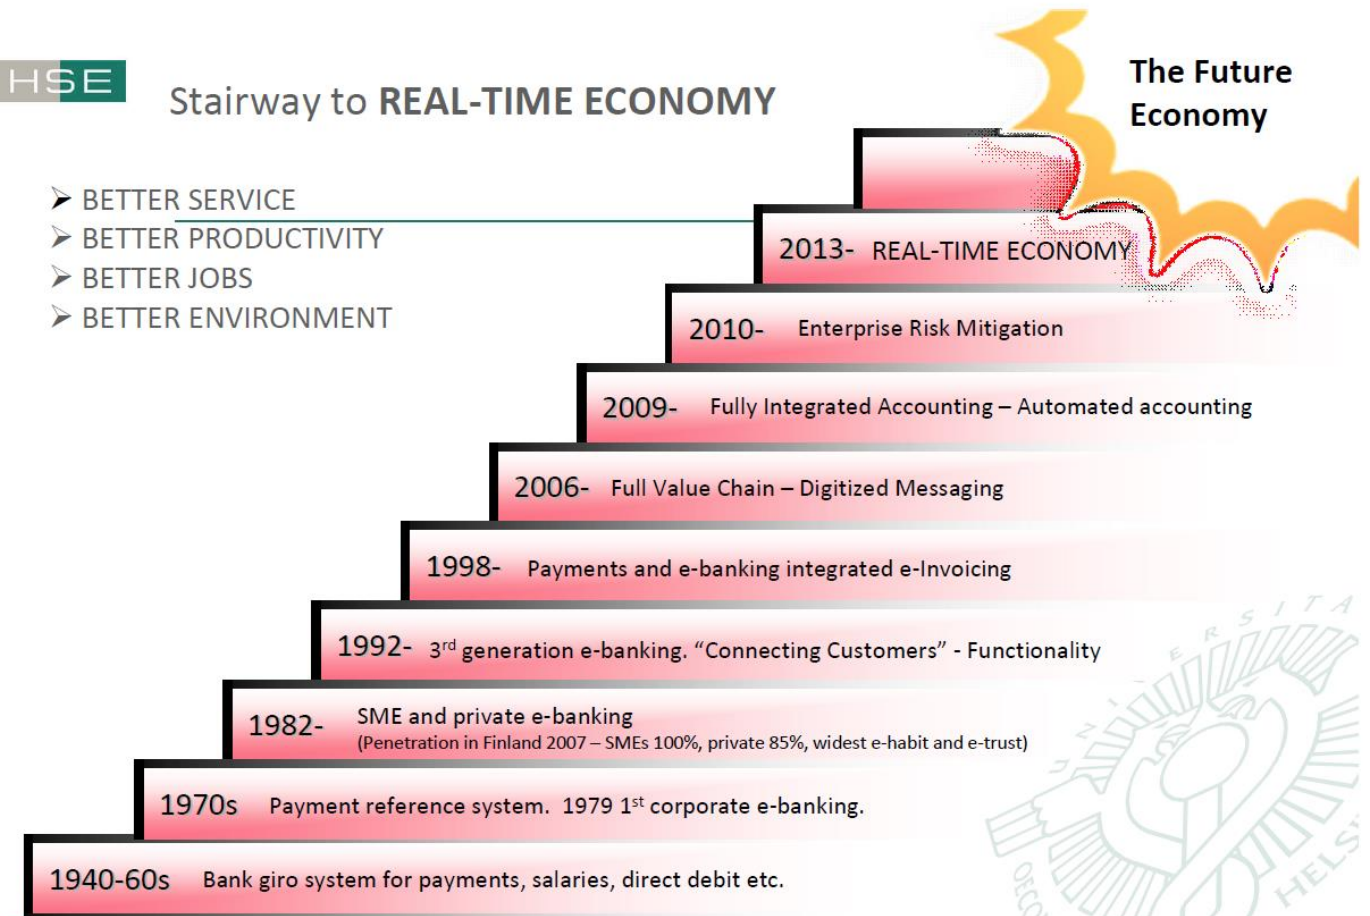 HSE
Stairway to REAL-TIME ECONOMY
The Future
Economy
➢ BETTER SERVICE
➢ BETTER PRODUCTIVITY
➢ BETTER JOBS
➢ BETTER ENVIRONMENT
2013- REAL-TIME ECONOMY
2010- Enterprise Risk Mitigation
2009- Fully Integrated Accounting – Automated accounting
2006- Full Value Chain – Digitized Messaging
1998- Payments and e-banking integrated e-Invoicing
1992- 3rd generation e-banking. “Connecting Customers” - Functionality
1982- SME and private e-banking
(Penetration in Finland 2007 – SMEs 100%, private 85%, widest e-habit and e-trust)
1970s Payment reference system. 1979 1st corporate e-banking.
1940-60s Bank giro system for payments, salaries, direct debit etc.